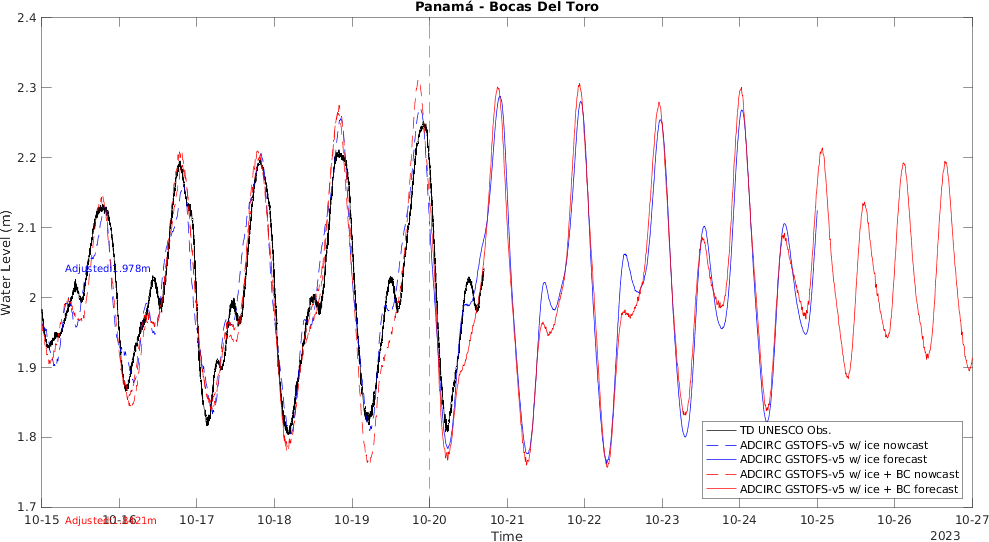 Panamá - Bocas Del Toro
2.4
2.3
2.2
2.1
2
1.9
1.8
1.7
Water Level (m)
Adjusted
.978m
TD UNESCO Obs.
ADCIRC GSTOFS-v5 w/ ice nowcast
ADCIRC GSTOFS-v5 w/ ice forecast
ADCIRC GSTOFS-v5 w/ ice + BC nowcast
ADCIRC GSTOFS-v5 w/ ice + BC forecast
10-15 10-16 10-17 10-18 10-19 10-20 10-21 10-22 10-23 10-24 10-25 10-26 10-27
Adjusted
21m
Time
2023